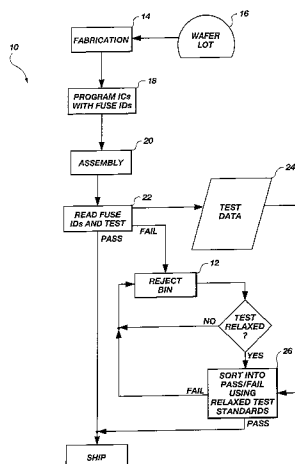 14
16
FABRICATION
WAFER
LOT
10
18
PROGRAM ICs
WITH FUSE IDs
20
ASSEMBLY
22
24
READ FUSE
IDs AND TEST
TEST
DATA
PASS
FAIL
12
REJECT
BIN
NO
TEST
RELAXED
?
YES
26
SORT INTO
PASS/FAIL
USING
RELAXED TEST
STANDARDS
FAIL
PASS
SHIP